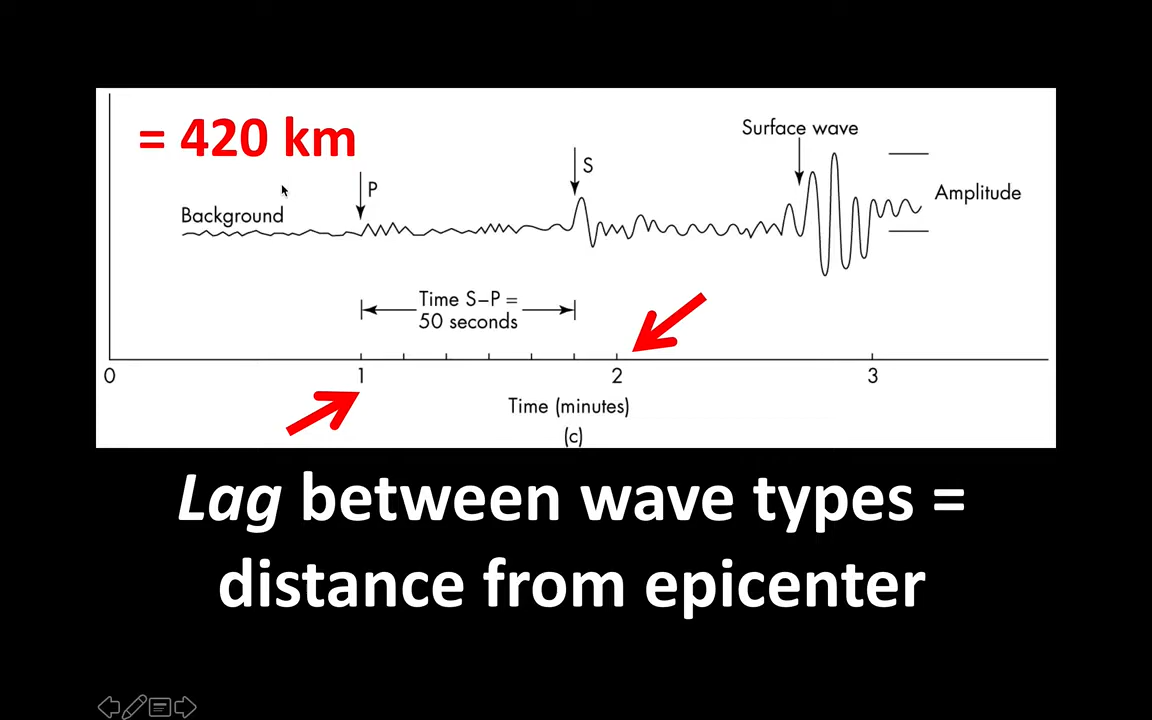 = 420 km
Surface wave
S
P
Amplitude
Background
Time S–P =
50 seconds
0 1 2 3
Time (minutes)
(c)
Lag between wave types =
distance from epicenter